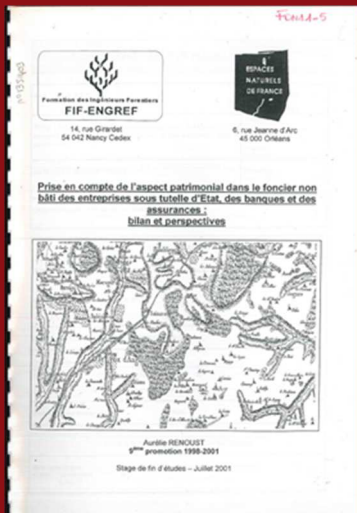 FON11-5
n°135403
Formation des Ingénieurs Forestiers
FIF-ENGREF
14, rue Girardet
54 042 Nancy Cedex
ESPACES
NATURELS
DE FRANCE
6, rue Jeanne d'Arc
45 000 Orléans
Prise en compte de l'aspect patrimonial dans le foncier non
bâti des entreprises sous tutelle d'Etat, des banques et des
assurances :
bilan et perspectives
Aurélie RENOUST
9ème promotion 1998-2001
Stage de fin d'études – Juillet 2001